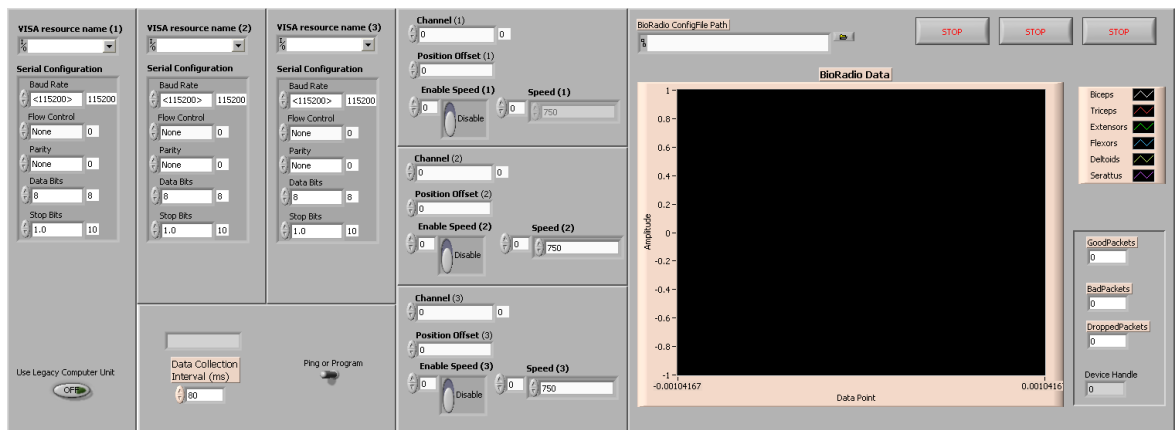 VISA resource name (1)
Serial Configuration
Baud Rate
<115200> 115200
Flow Control
None 0
Parity
None 0
Data Bits
8 8
Stop Bits
1.0 10
Use Legacy Computer Unit
OFF
VISA resource name (2)
Serial Configuration
Baud Rate
<115200> 115200
Flow Control
None 0
Parity
None 0
Data Bits
8 8
Stop Bits
1.0 10
VISA resource name (3)
Serial Configuration
Baud Rate
<115200> 115200
Flow Control
None 0
Parity
None 0
Data Bits
8 8
Stop Bits
1.0 10
Data Collection
Interval (ms)
80
Ping or Program
Channel (1)
0 0
Position Offset (1)
0
Enable Speed (1) Speed (1)
0 Disable 0 750
Channel (2)
0 0
Position Offset (2)
0
Enable Speed (2) Speed (2)
0 Disable 0 750
Channel (3)
0 0
Position Offset (3)
0
Enable Speed (3) Speed (3)
0 Disable 0 750
BioRadio ConfigFile Path
STOP STOP STOP
BioRadio Data
Amplitude
1
0.8
0.6
0.4
0.2
0
-0.2
-0.4
-0.6
-0.8
-1
-0.00104167 0.00104167
Data Point
Biceps
Triceps
Extensors
Flexors
Deltoids
Serattus
GoodPackets
0
BadPackets
0
DroppedPackets
0
Device Handle
0